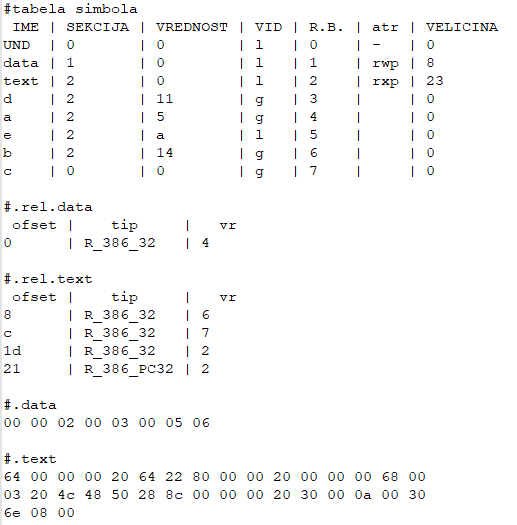 #tabela simbola
IME | SEKCIJA | VREDNOST | VID | R.B. | atr | VELICINA
UND | 0 | 0 | l | 0 | - | 0
data | 1 | 0 | l | 1 | rwp | 8
text | 2 | 0 | l | 2 | rxp | 23
d | 2 | 11 | g | 3 | | 0
a | 2 | 5 | g | 4 | | 0
e | 2 | a | l | 5 | | 0
b | 2 | 14 | g | 6 | | 0
c | 0 | 0 | g | 7 | | 0
#.rel.data
ofset | tip | vr
0 | R_386_32 | 4
#.rel.text
ofset | tip | vr
8 | R_386_32 | 6
c | R_386_32 | 7
1d | R_386_32 | 2
21 | R_386_PC32 | 2
#.data
00 00 02 00 03 00 05 06
#.text
64 00 00 00 20 64 22 80 00 00 20 00 00 00 68 00
03 20 4c 48 50 28 8c 00 00 00 20 30 00 0a 00 30
6e 08 00